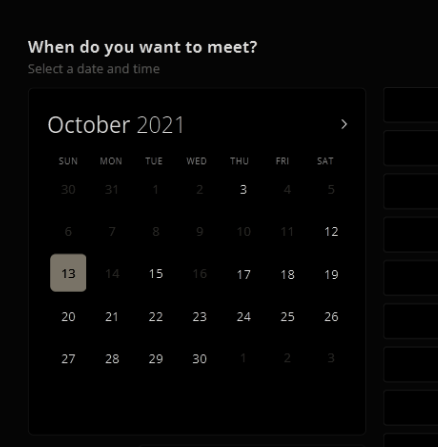 When do you want to meet?
Select a date and time
October 2021 >
SUN MON TUE WED THU FRI SAT
30 31 1 2 3 4 5
6 7 8 9 10 11 12
13 14 15 16 17 18 19
20 21 22 23 24 25 26
27 28 29 30 1 2 3